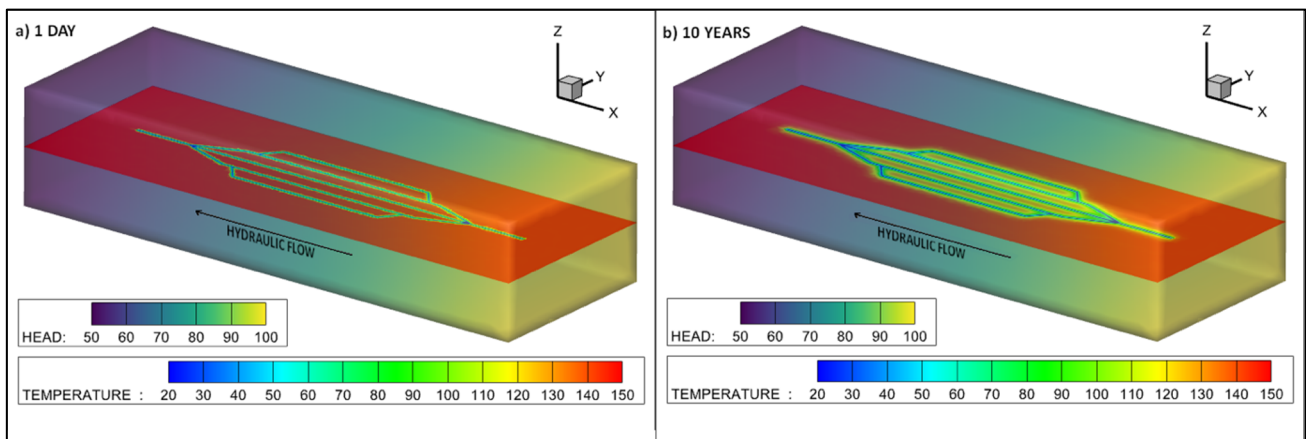 a) 1 DAY
Z
Y
X
HYDRAULIC FLOW
HEAD: 50 60 70 80 90 100
TEMPERATURE : 20 30 40 50 60 70 80 90 100 110 120 130 140 150
b) 10 YEARS
Z
Y
X
HYDRAULIC FLOW
HEAD: 50 60 70 80 90 100
TEMPERATURE : 20 30 40 50 60 70 80 90 100 110 120 130 140 150